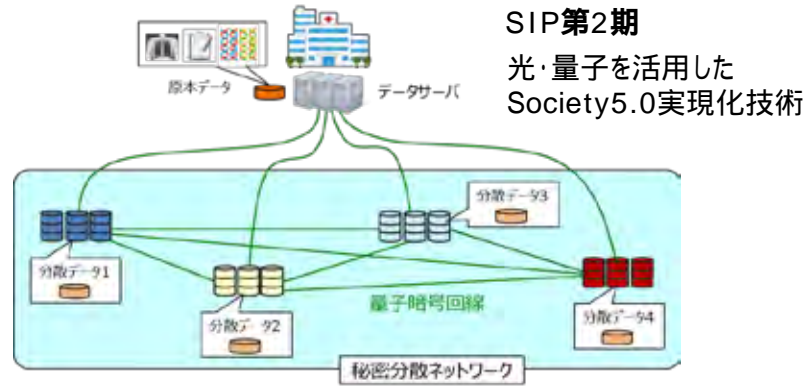 SIP第2期
光・量子を活用した
Society5.0実現化技術
原本データ
データサーバ
分散データ3
分散データ1
分散データ2
量子暗号回線
分散データ4
秘密分散ネットワーク